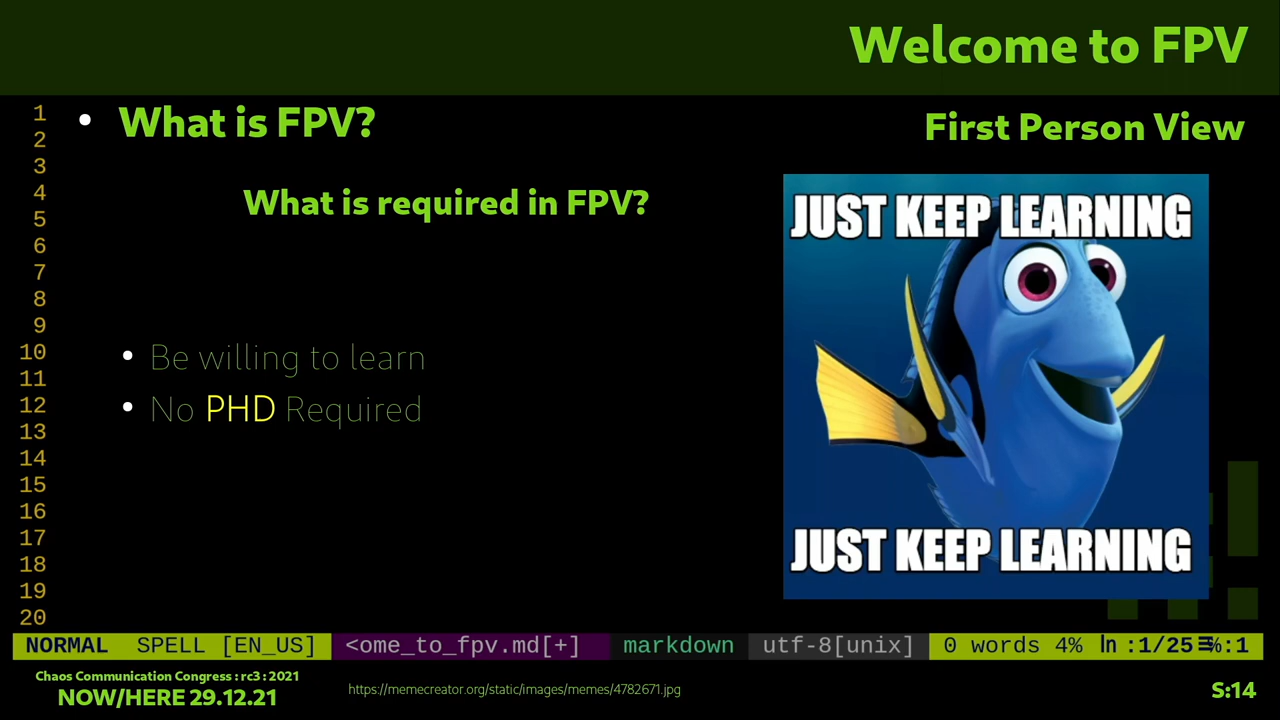 Welcome to FPV
First Person View
• What is FPV?
What is required in FPV?
• Be willing to learn
• No PHD Required
JUST KEEP LEARNING
JUST KEEP LEARNING
1
2
3
4
5
6
7
8
9
10
11
12
13
14
15
16
17
18
19
20
NORMAL SPELL [EN_US] <ome_to_fpv.md[+] markdown utf-8[unix] 0 words 4% ln :1/25 ☰%:1
Chaos Communication Congress : rc3 : 2021
NOW/HERE 29.12.21
https://memecreator.org/static/images/memes/4782671.jpg
S:14